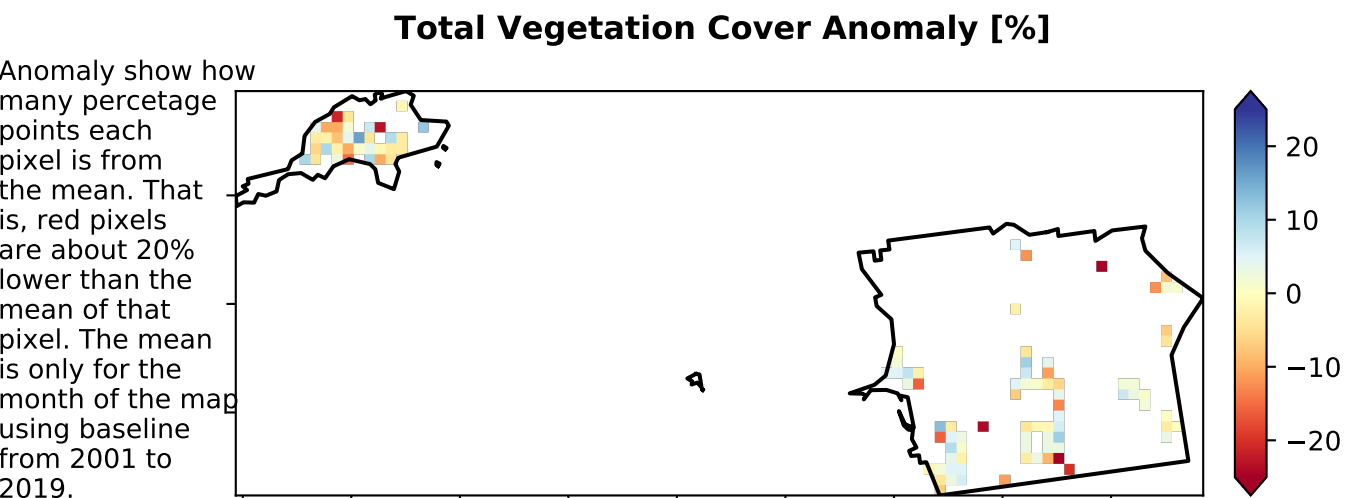 Total Vegetation Cover Anomaly [%]
Anomaly show how
many percetage
points each
pixel is from
the mean. That
is, red pixels
are about 20%
lower than the
mean of that
pixel. The mean
is only for the
month of the map
using baseline
from 2001 to
2019.
20
10
0
−10
−20